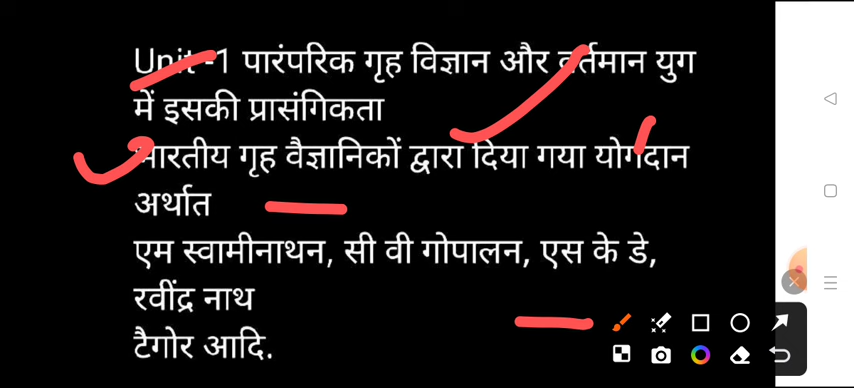 Unit -1 पारंपरिक गृह विज्ञान और वर्तमान युग
में इसकी प्रासंगिकता
भारतीय गृह वैज्ञानिकों द्वारा दिया गया योगदान
अर्थात
एम स्वामीनाथन, सी वी गोपालन, एस के डे,
रवींद्र नाथ
टैगोर आदि.